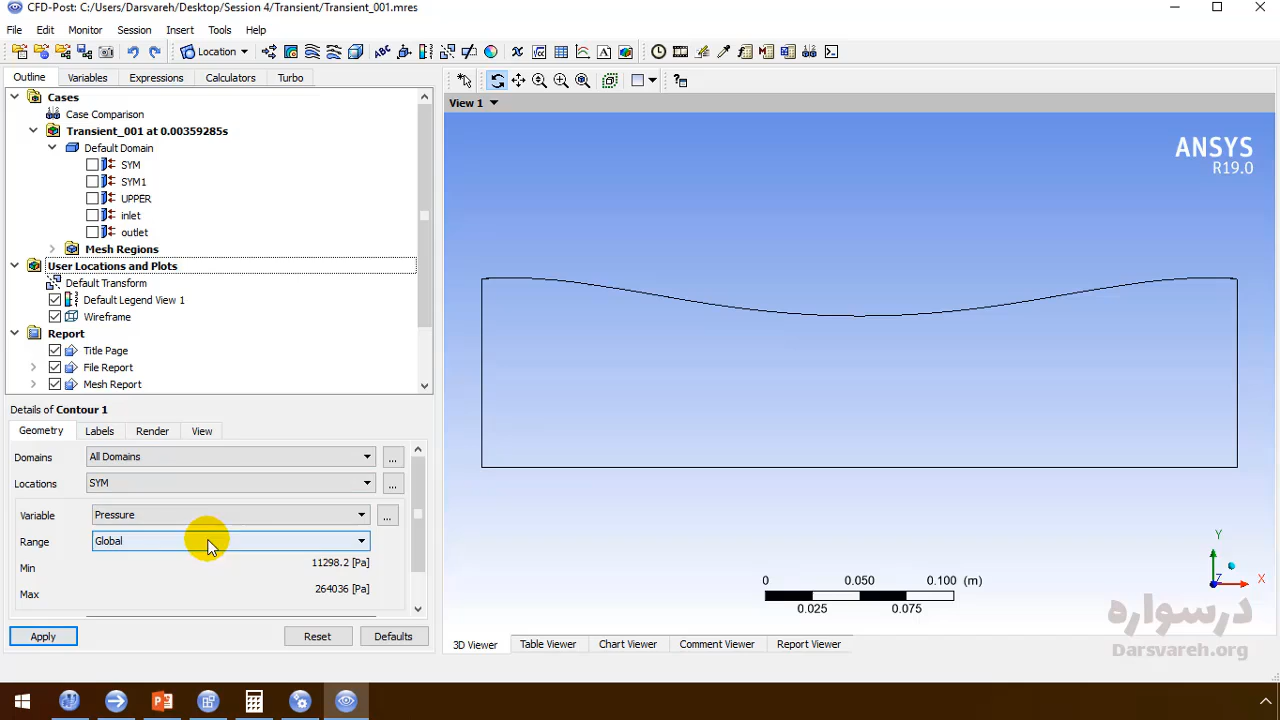 CFD-Post: C:/Users/Darsvareh/Desktop/Session 4/Transient/Transient_001.mres
File Edit Monitor Session Insert Tools Help
Location
Outline Variables Expressions Calculators Turbo
Cases
Case Comparison
Transient_001 at 0.00359285s
Default Domain
SYM
SYM1
UPPER
inlet
outlet
Mesh Regions
User Locations and Plots
Default Transform
Default Legend View 1
Wireframe
Report
Title Page
File Report
Mesh Report
Details of Contour 1
Geometry Labels Render View
Domains All Domains ...
Locations SYM ...
Variable Pressure ...
Range Global
Min 11298.2 [Pa]
Max 264036 [Pa]
Apply Reset Defaults
View 1
ANSYS
R19.0
0 0.050 0.100 (m)
0.025 0.075
Y
Z X
درسواره
Darsvareh.org
3D Viewer Table Viewer Chart Viewer Comment Viewer Report Viewer